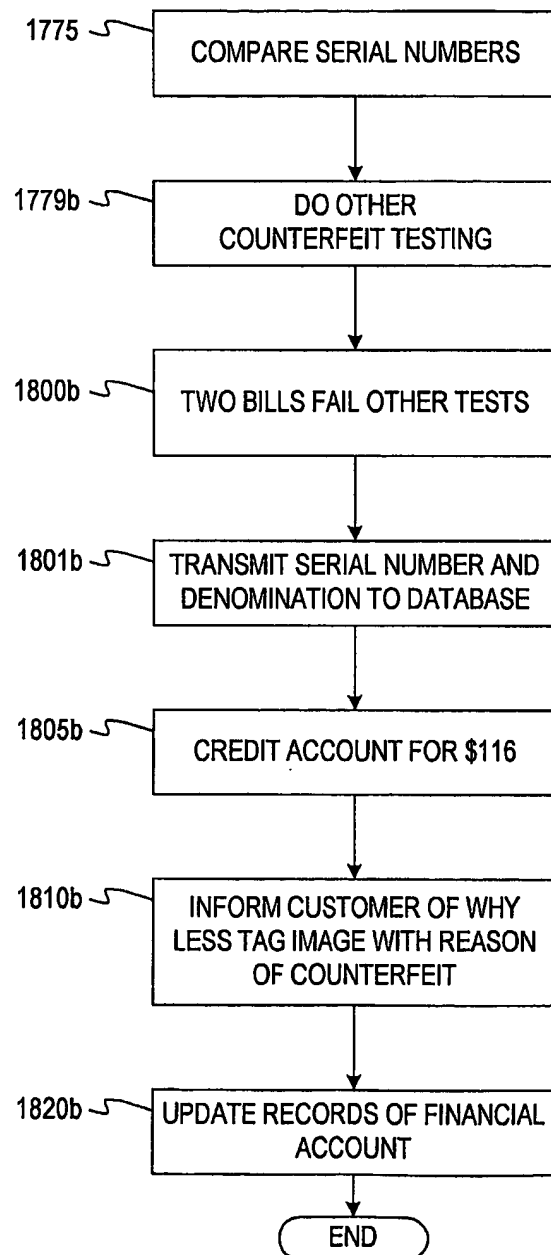 1775
COMPARE SERIAL NUMBERS
1779b
DO OTHER
COUNTERFEIT TESTING
1800b
TWO BILLS FAIL OTHER TESTS
1801b
TRANSMIT SERIAL NUMBER AND
DENOMINATION TO DATABASE
1805b
CREDIT ACCOUNT FOR $116
1810b
INFORM CUSTOMER OF WHY
LESS TAG IMAGE WITH REASON
OF COUNTERFEIT
1820b
UPDATE RECORDS OF FINANCIAL
ACCOUNT
END